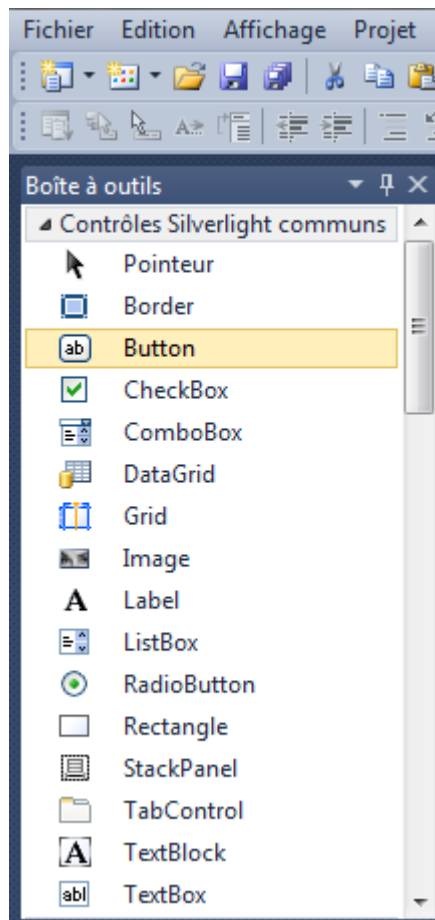 Fichier Edition Affichage Projet
Boîte à outils
Contrôles Silverlight communs
Pointeur
Border
Button
CheckBox
ComboBox
DataGrid
Grid
Image
Label
ListBox
RadioButton
Rectangle
StackPanel
TabControl
TextBlock
TextBox